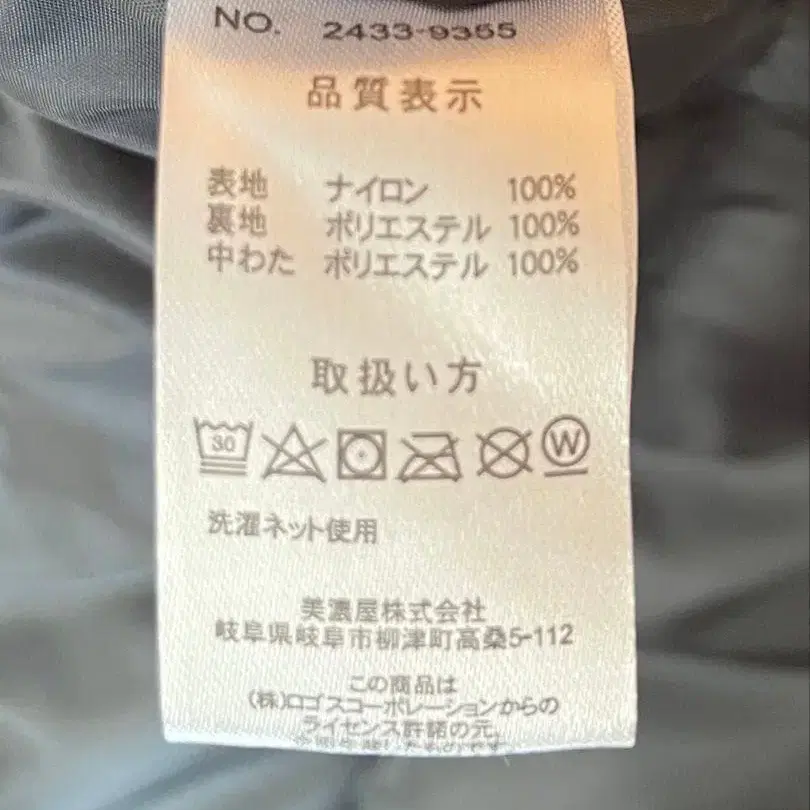 NO. 2433-9355
品質表示
表地 ナイロン 100%
裏地 ポリエステル 100%
中わた ポリエステル 100%
取扱い方
30 W
洗濯ネット使用
美濃屋株式会社
岐阜県岐阜市柳津町高桑5-112
この商品は
(株)ロゴスコーポレーションからの
ライセンス許諾の元、